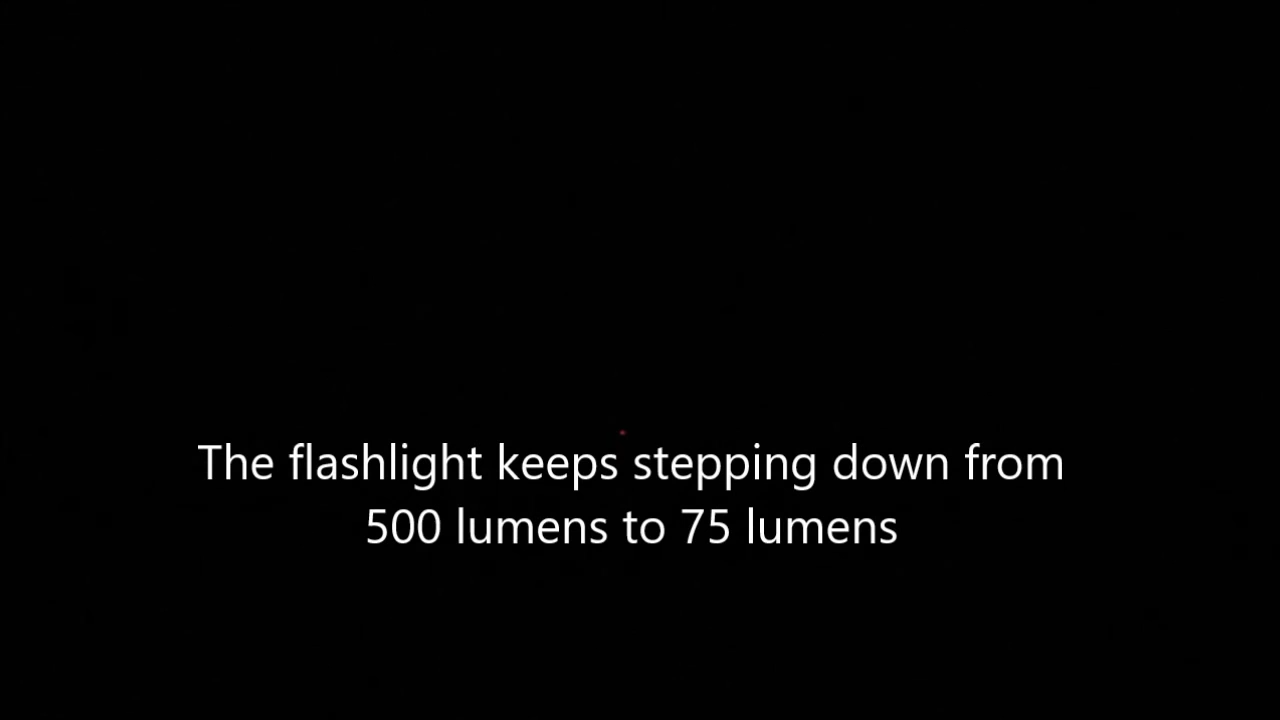 The flashlight keeps stepping down from
500 lumens to 75 lumens